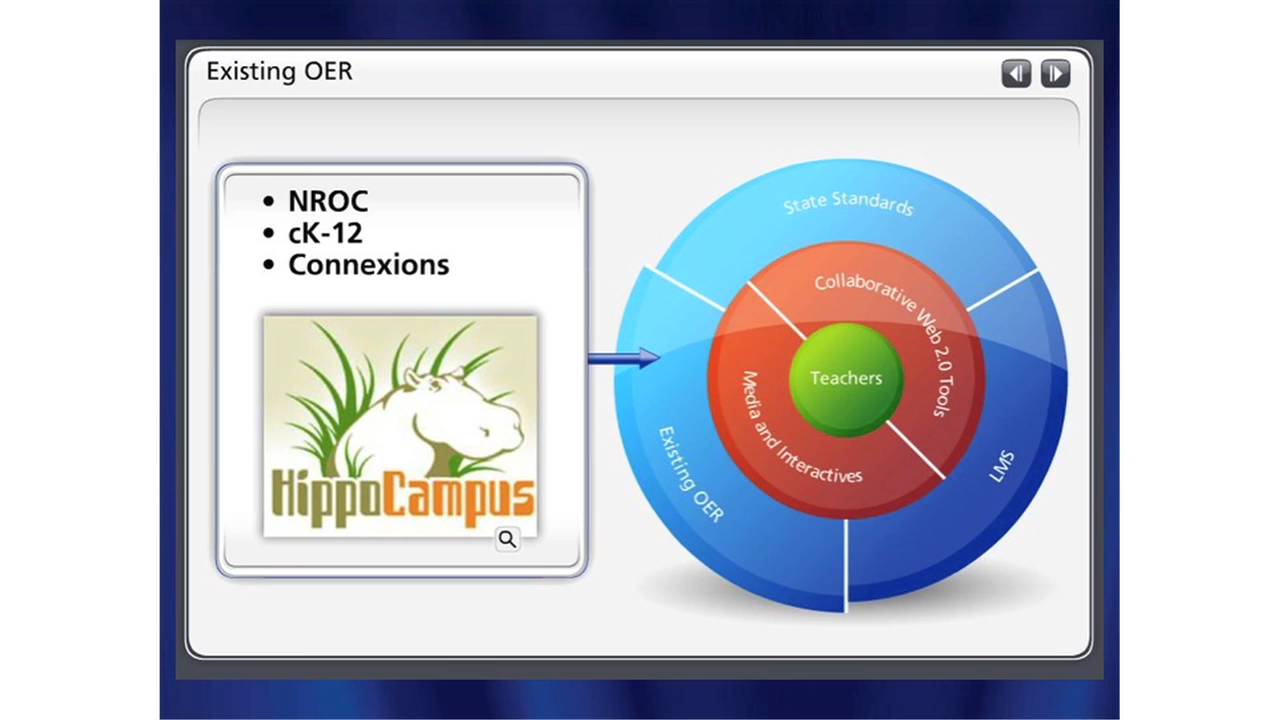 Existing OER
• NROC
• cK-12
• Connexions
HippoCampus
State Standards
Collaborative Web 2.0 Tools
Teachers
Media and Interactives
Existing OER
LMS